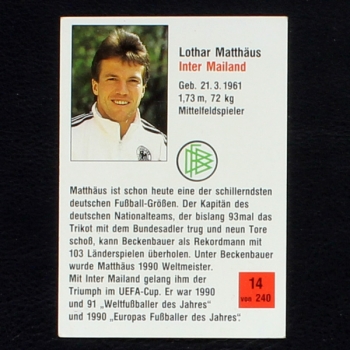 Lothar Matthäus
Inter Mailand
Geb. 21. 3. 1961
1,73 m, 72 kg
Mittelfeldspieler
Matthäus ist schon heute eine der schillerndsten
deutschen Fußball-Größen. Der Kapitän des
deutschen Nationalteams, der bislang 93mal das
Trikot mit dem Bundesadler trug und neun Tore
schoß, kann Beckenbauer als Rekordmann mit
103 Länderspielen überholen. Unter Beckenbauer
wurde Matthäus 1990 Weltmeister.
Mit Inter Mailand gelang ihm der
Triumph im UEFA-Cup. Er war 1990
und 91 „Weltfußballer des Jahres"
und 1990 „Europas Fußballer des Jahres".
14
von 240